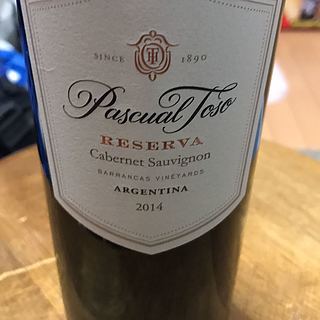 SINCE 1890
Pascual Toso
RESERVA
Cabernet Sauvignon
BARRANCAS VINEYARDS
ARGENTINA
2014